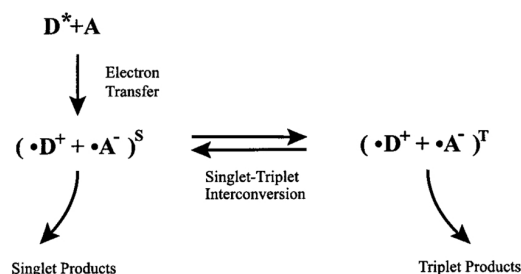 D*+A
Electron
Transfer
( •D⁺ + •A⁻ )ˢ
( •D⁺ + •A⁻ )ᵀ
Singlet-Triplet
Interconversion
Singlet Products
Triplet Products